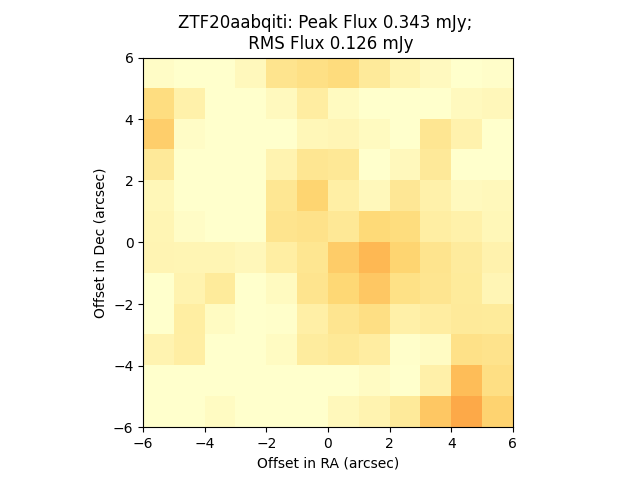 ZTF20aabqiti: Peak Flux 0.343 mJy;
RMS Flux 0.126 mJy
6
4
2
0
−2
−4
−6
Offset in Dec (arcsec)
−6 −4 −2 0 2 4 6
Offset in RA (arcsec)